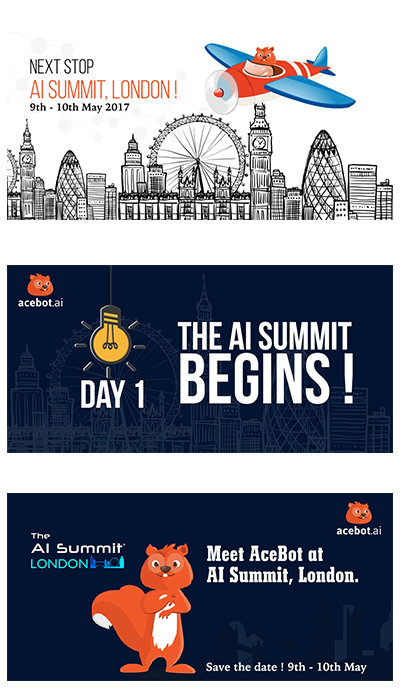 NEXT STOP
AI SUMMIT, LONDON !
9th - 10th May 2017
acebot.ai
DAY 1
THE AI SUMMIT
BEGINS !
acebot.ai
The
AI Summit
LONDON
Meet AceBot at
AI Summit, London.
Save the date ! 9th - 10th May